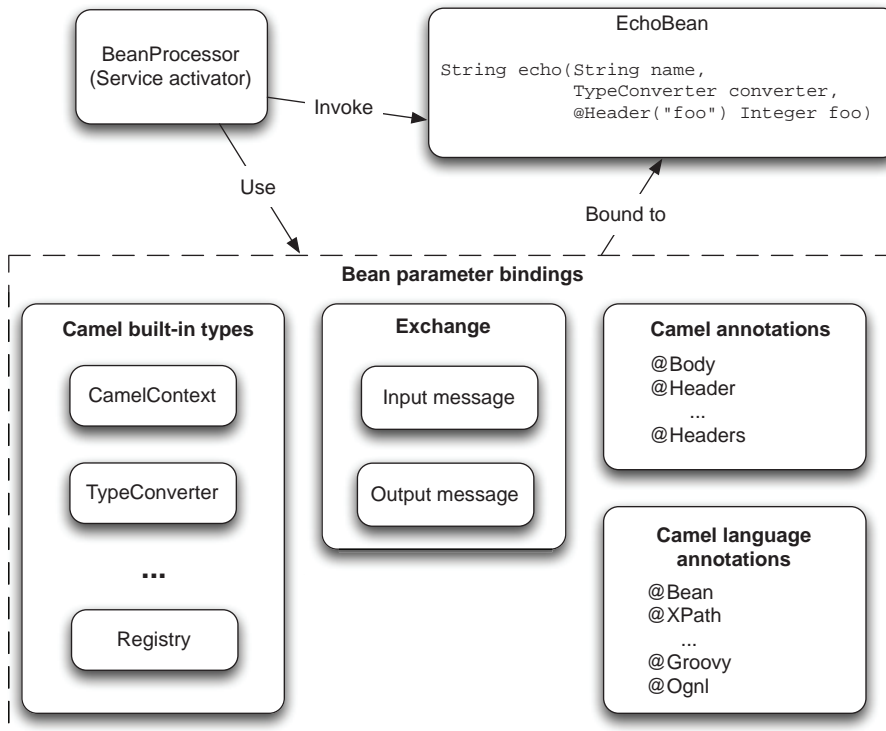 BeanProcessor
(Service activator)
EchoBean
String echo(String name,
TypeConverter converter,
@Header("foo") Integer foo)
Invoke
Use
Bound to
Bean parameter bindings
Camel built-in types
CamelContext
TypeConverter
...
Registry
Exchange
Input message
Output message
Camel annotations
@Body
@Header
...
@Headers
Camel language
annotations
@Bean
@XPath
...
@Groovy
@Ognl